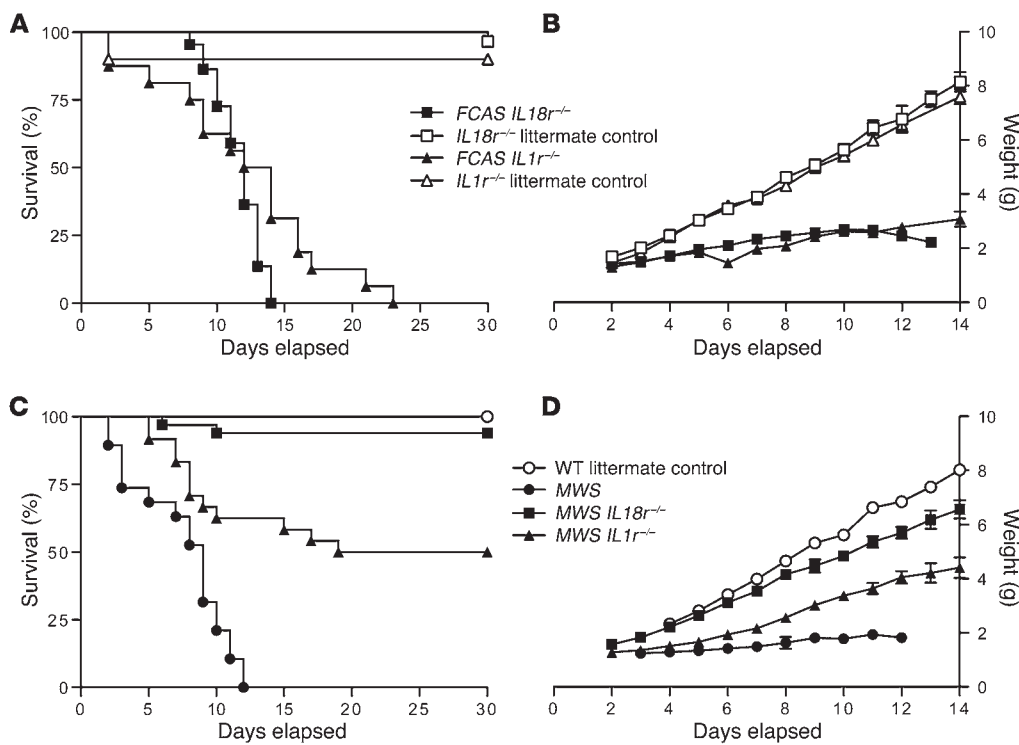 A
B
100
75
50
25
0
Survival (%)
0 5 10 15 20 25 30
Days elapsed
FCAS IL18r–/–
IL18r–/– littermate control
FCAS IL1r–/–
IL1r–/– littermate control
10
8
6
4
2
0
Weight (g)
0 2 4 6 8 10 12 14
Days elapsed
C
D
100
75
50
25
0
Survival (%)
0 5 10 15 20 25 30
Days elapsed
WT littermate control
MWS
MWS IL18r–/–
MWS IL1r–/–
10
8
6
4
2
0
Weight (g)
0 2 4 6 8 10 12 14
Days elapsed